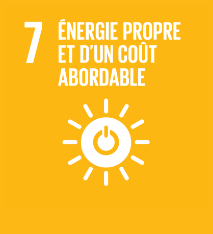 7 ÉNERGIE PROPRE
ET D'UN COÛT
ABORDABLE